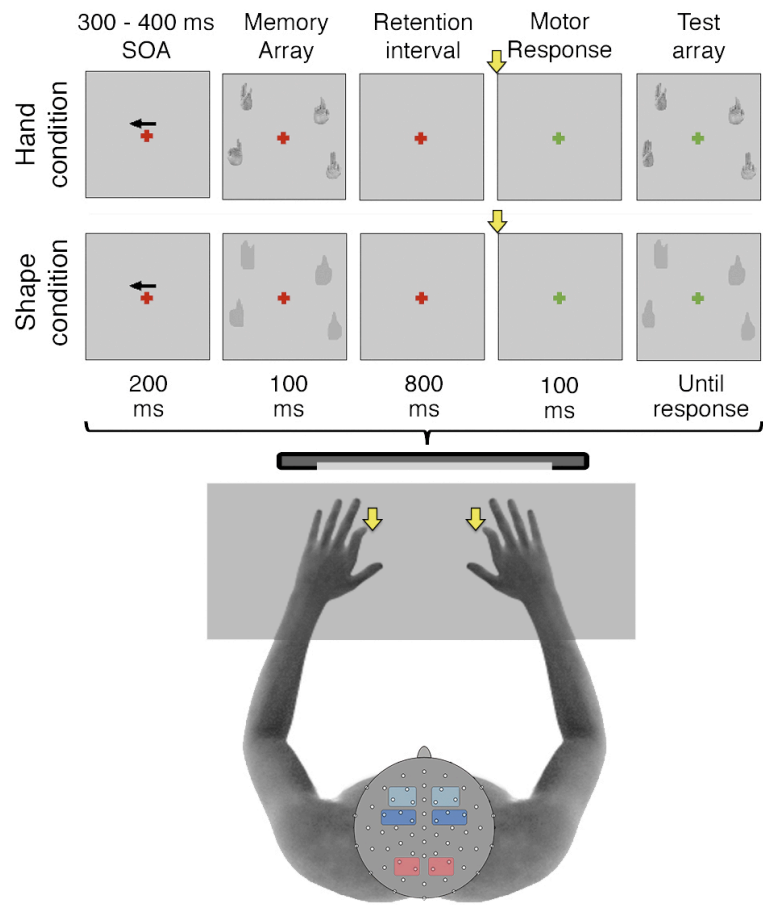 300 - 400 ms
SOA
Memory
Array
Retention
interval
Motor
Response
Test
array
Hand
condition
Shape
condition
200
ms
100
ms
800
ms
100
ms
Until
response